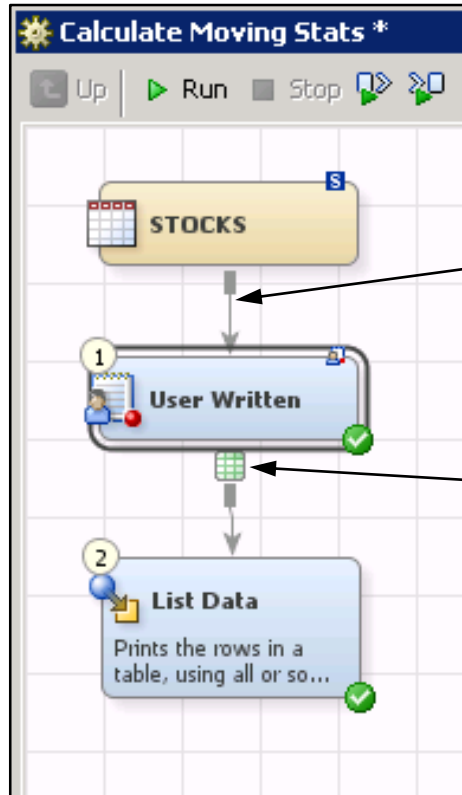 Calculate Moving Stats *
Up Run Stop
S
STOCKS
1
User Written
2
List Data
Prints the rows in a
table, using all or so...